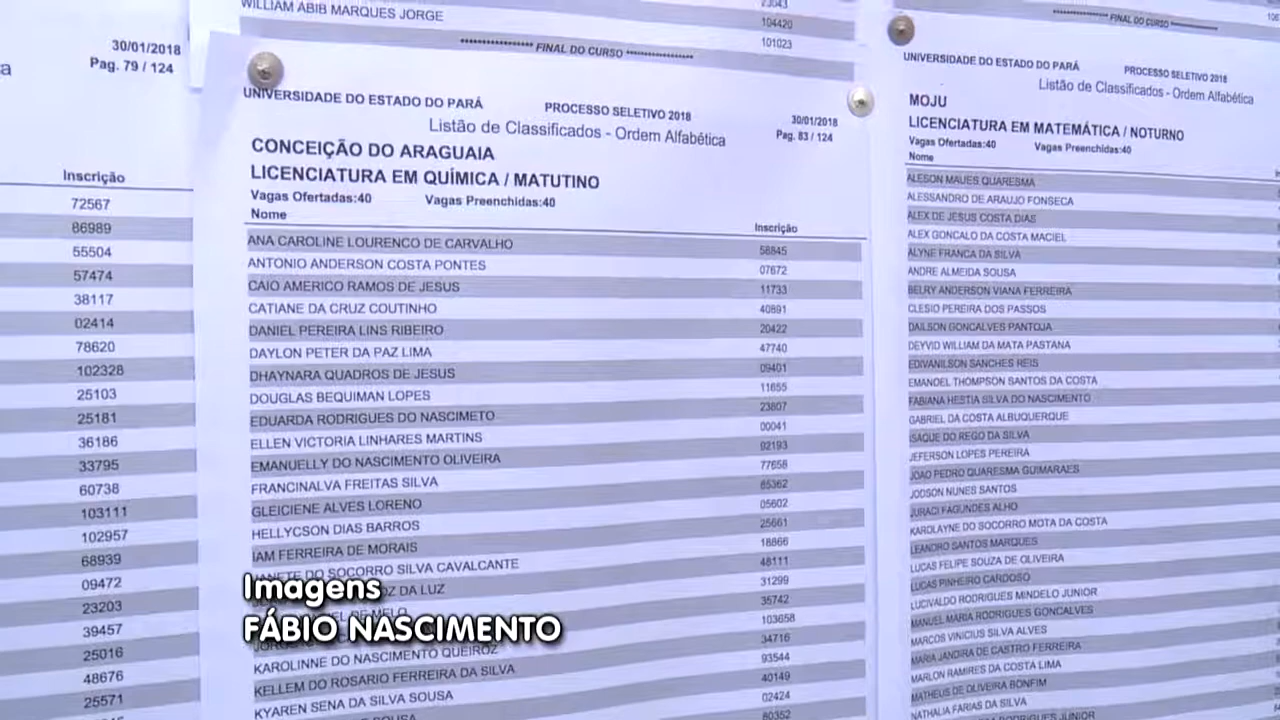 WILLIAM ABIB MARQUES JORGE
104420
101023
FINAL DO CURSO
30/01/2018
Pag. 79 / 124
Inscrição
72567
86989
55504
57474
38117
02414
78620
102328
25103
25181
36186
33795
60738
103111
102957
68939
09472
23203
39457
25016
48676
25571
UNIVERSIDADE DO ESTADO DO PARÁ PROCESSO SELETIVO 2018 30/01/2018
Listão de Classificados - Ordem Alfabética Pag. 83 / 124
CONCEIÇÃO DO ARAGUAIA
LICENCIATURA EM QUÍMICA / MATUTINO
Vagas Ofertadas:40 Vagas Preenchidas:40
Nome Inscrição
ANA CAROLINE LOURENCO DE CARVALHO 58845
ANTONIO ANDERSON COSTA PONTES 07672
CAIO AMERICO RAMOS DE JESUS 11733
CATIANE DA CRUZ COUTINHO 40891
DANIEL PEREIRA LINS RIBEIRO 20422
DAYLON PETER DA PAZ LIMA 47740
DHAYNARA QUADROS DE JESUS 09401
DOUGLAS BEQUIMAN LOPES 11655
EDUARDA RODRIGUES DO NASCIMETO 23807
ELLEN VICTORIA LINHARES MARTINS 00041
EMANUELLY DO NASCIMENTO OLIVEIRA 02193
FRANCINALVA FREITAS SILVA 77658
GLEICIENE ALVES LORENO 65362
HELLYCSON DIAS BARROS 05602
IAM FERREIRA DE MORAIS 25661
DO SOCORRO SILVA CAVALCANTE 18866
DA LUZ 48111
DE MELO 31299
35742
KAROLINNE DO NASCIMENTO QUEIROZ 103658
KELLEM DO ROSARIO FERREIRA DA SILVA 34716
KYAREN SENA DA SILVA SOUSA 93544
SOUSA 40149
02424
80352
Imagens
FÁBIO NASCIMENTO
FINAL DO CURSO
UNIVERSIDADE DO ESTADO DO PARÁ PROCESSO SELETIVO 2018
Listão de Classificados - Ordem Alfabética
MOJU
LICENCIATURA EM MATEMÁTICA / NOTURNO
Vagas Ofertadas:40 Vagas Preenchidas:40
Nome
ALESON MAUES QUARESMA
ALESSANDRO DE ARAUJO FONSECA
ALEX DE JESUS COSTA DIAS
ALEX GONCALO DA COSTA MACIEL
ALYNE FRANCA DA SILVA
ANDRE ALMEIDA SOUSA
BELRY ANDERSON VIANA FERREIRA
CLESIO PEREIRA DOS PASSOS
DAILSON GONCALVES PANTOJA
DEYVID WILLIAM DA MATA PASTANA
EDIVANILSON SANCHES REIS
EMANOEL THOMPSON SANTOS DA COSTA
FABIANA HESTIA SILVA DO NASCIMENTO
GABRIEL DA COSTA ALBUQUERQUE
ISAQUE DO REGO DA SILVA
JEFERSON LOPES PEREIRA
JOAO PEDRO QUARESMA GUIMARAES
JODSON NUNES SANTOS
JURACI FAGUNDES ALHO
KAROLAYNE DO SOCORRO MOTA DA COSTA
LEANDRO SANTOS MARQUES
LUCAS FELIPE SOUZA DE OLIVEIRA
LUCAS PINHEIRO CARDOSO
LUCIVALDO RODRIGUES MINDELO JUNIOR
MANUEL MARIA RODRIGUES GONCALVES
MARCOS VINICIUS SILVA ALVES
MARIA JANDIRA DE CASTRO FERREIRA
MARLON RAMIRES DA COSTA LIMA
MATHEUS DE OLIVEIRA BONFIM
NATHALIA FARIAS DA SILVA
RODRIGUES JUNIOR